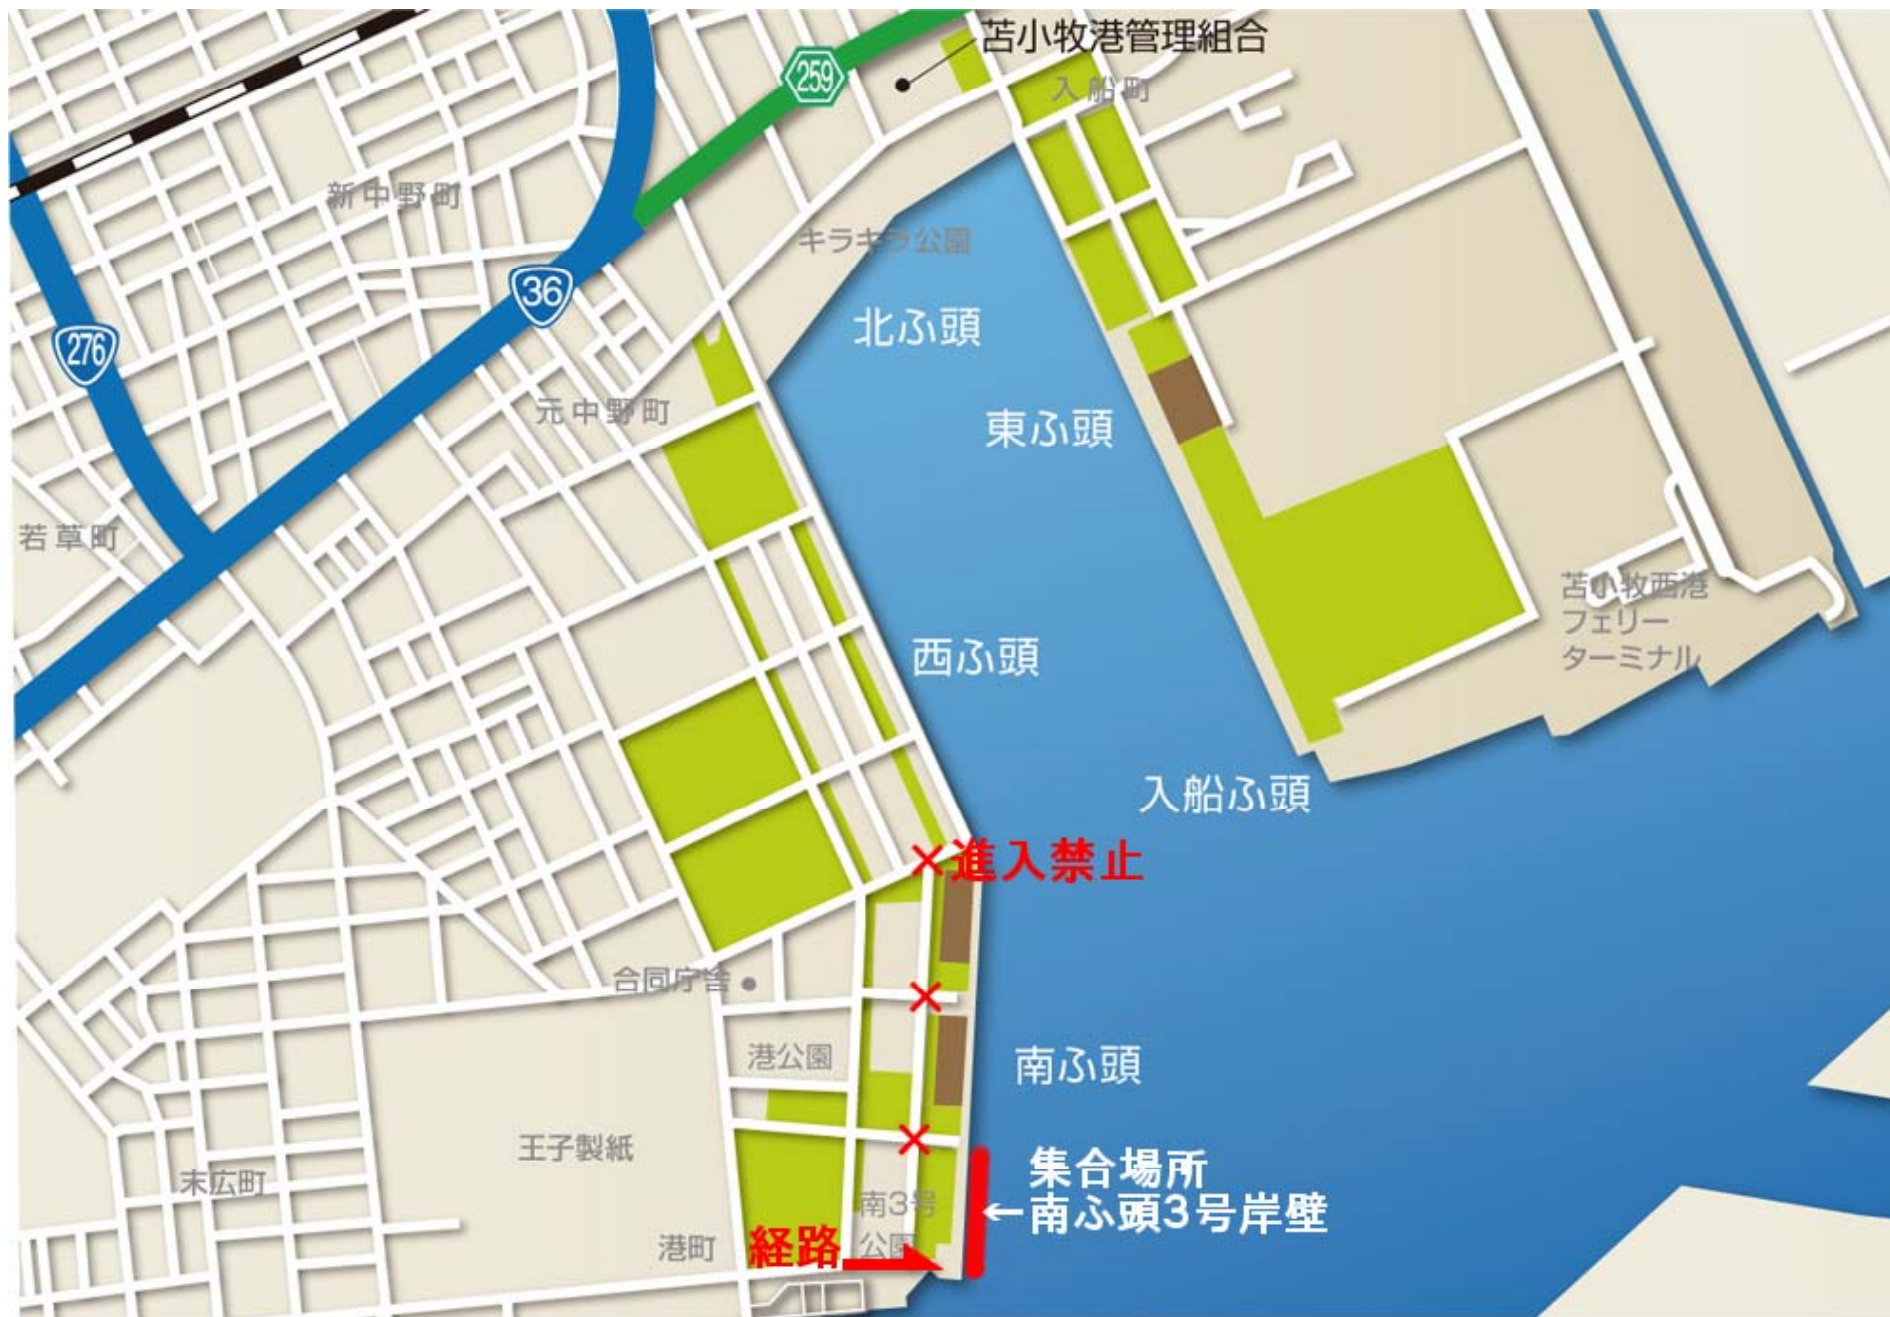 苫小牧港管理組合
259
入船町
新中野町
キラキラ公園
36
北ふ頭
276
元中野町
東ふ頭
若草町
苫小牧西港
フェリー
ターミナル
西ふ頭
入船ふ頭
×進入禁止
合同庁舎
×
港公園
南ふ頭
王子製紙
×
集合場所
←南ふ頭3号岸壁
末広町
南3号
公園
港町
経路